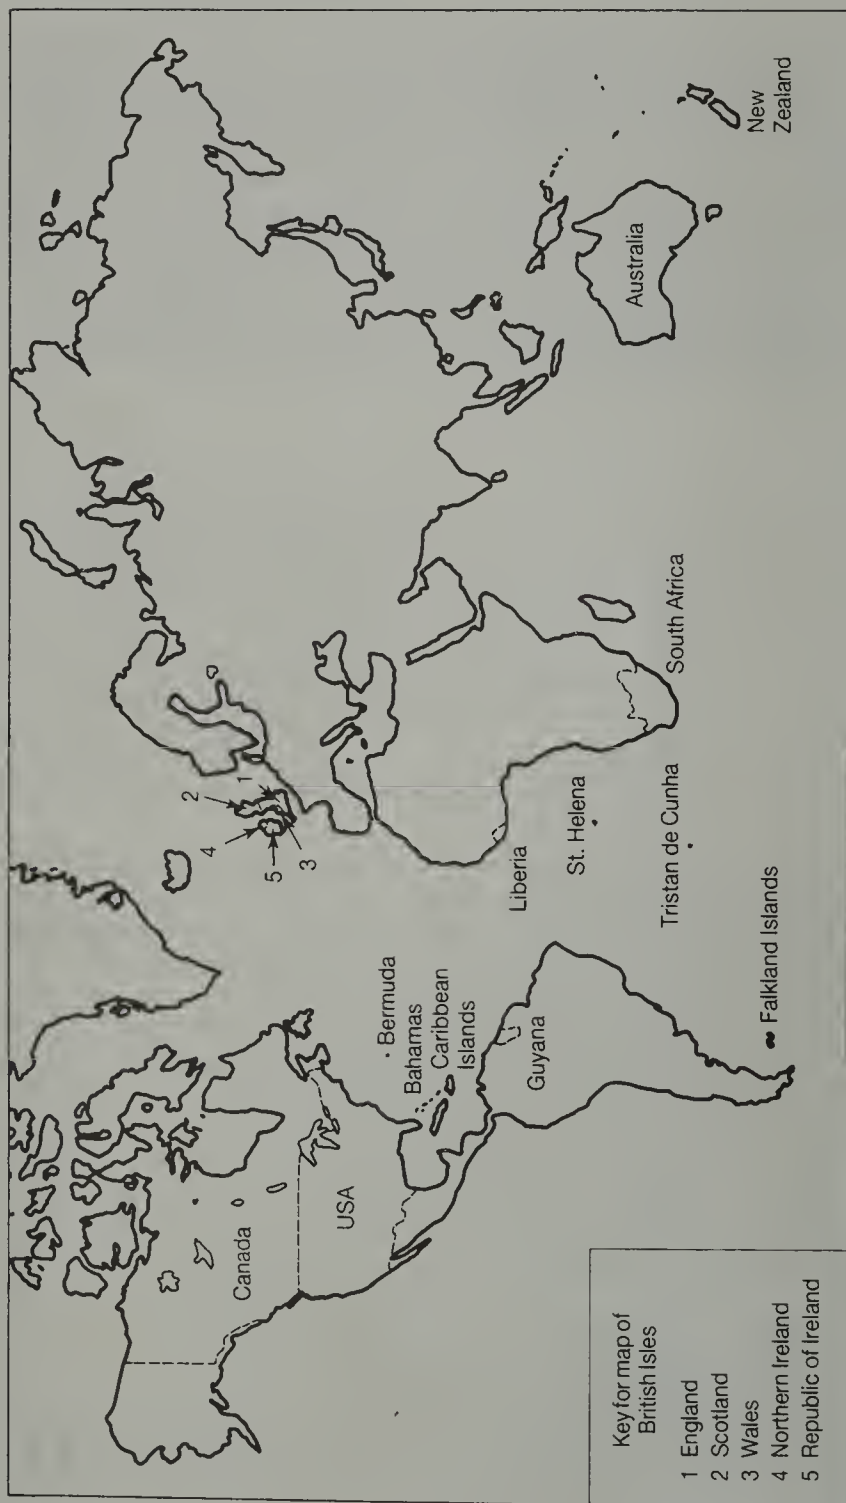 Canada
USA
Bermuda
Bahamas
Caribbean
Islands
Guyana
Falkland Islands
Liberia
St. Helena
Tristan de Cunha
South Africa
Australia
New
Zealand
1
2
3
4
5
Key for map of
British Isles
1 England
2 Scotland
3 Wales
4 Northern Ireland
5 Republic of Ireland